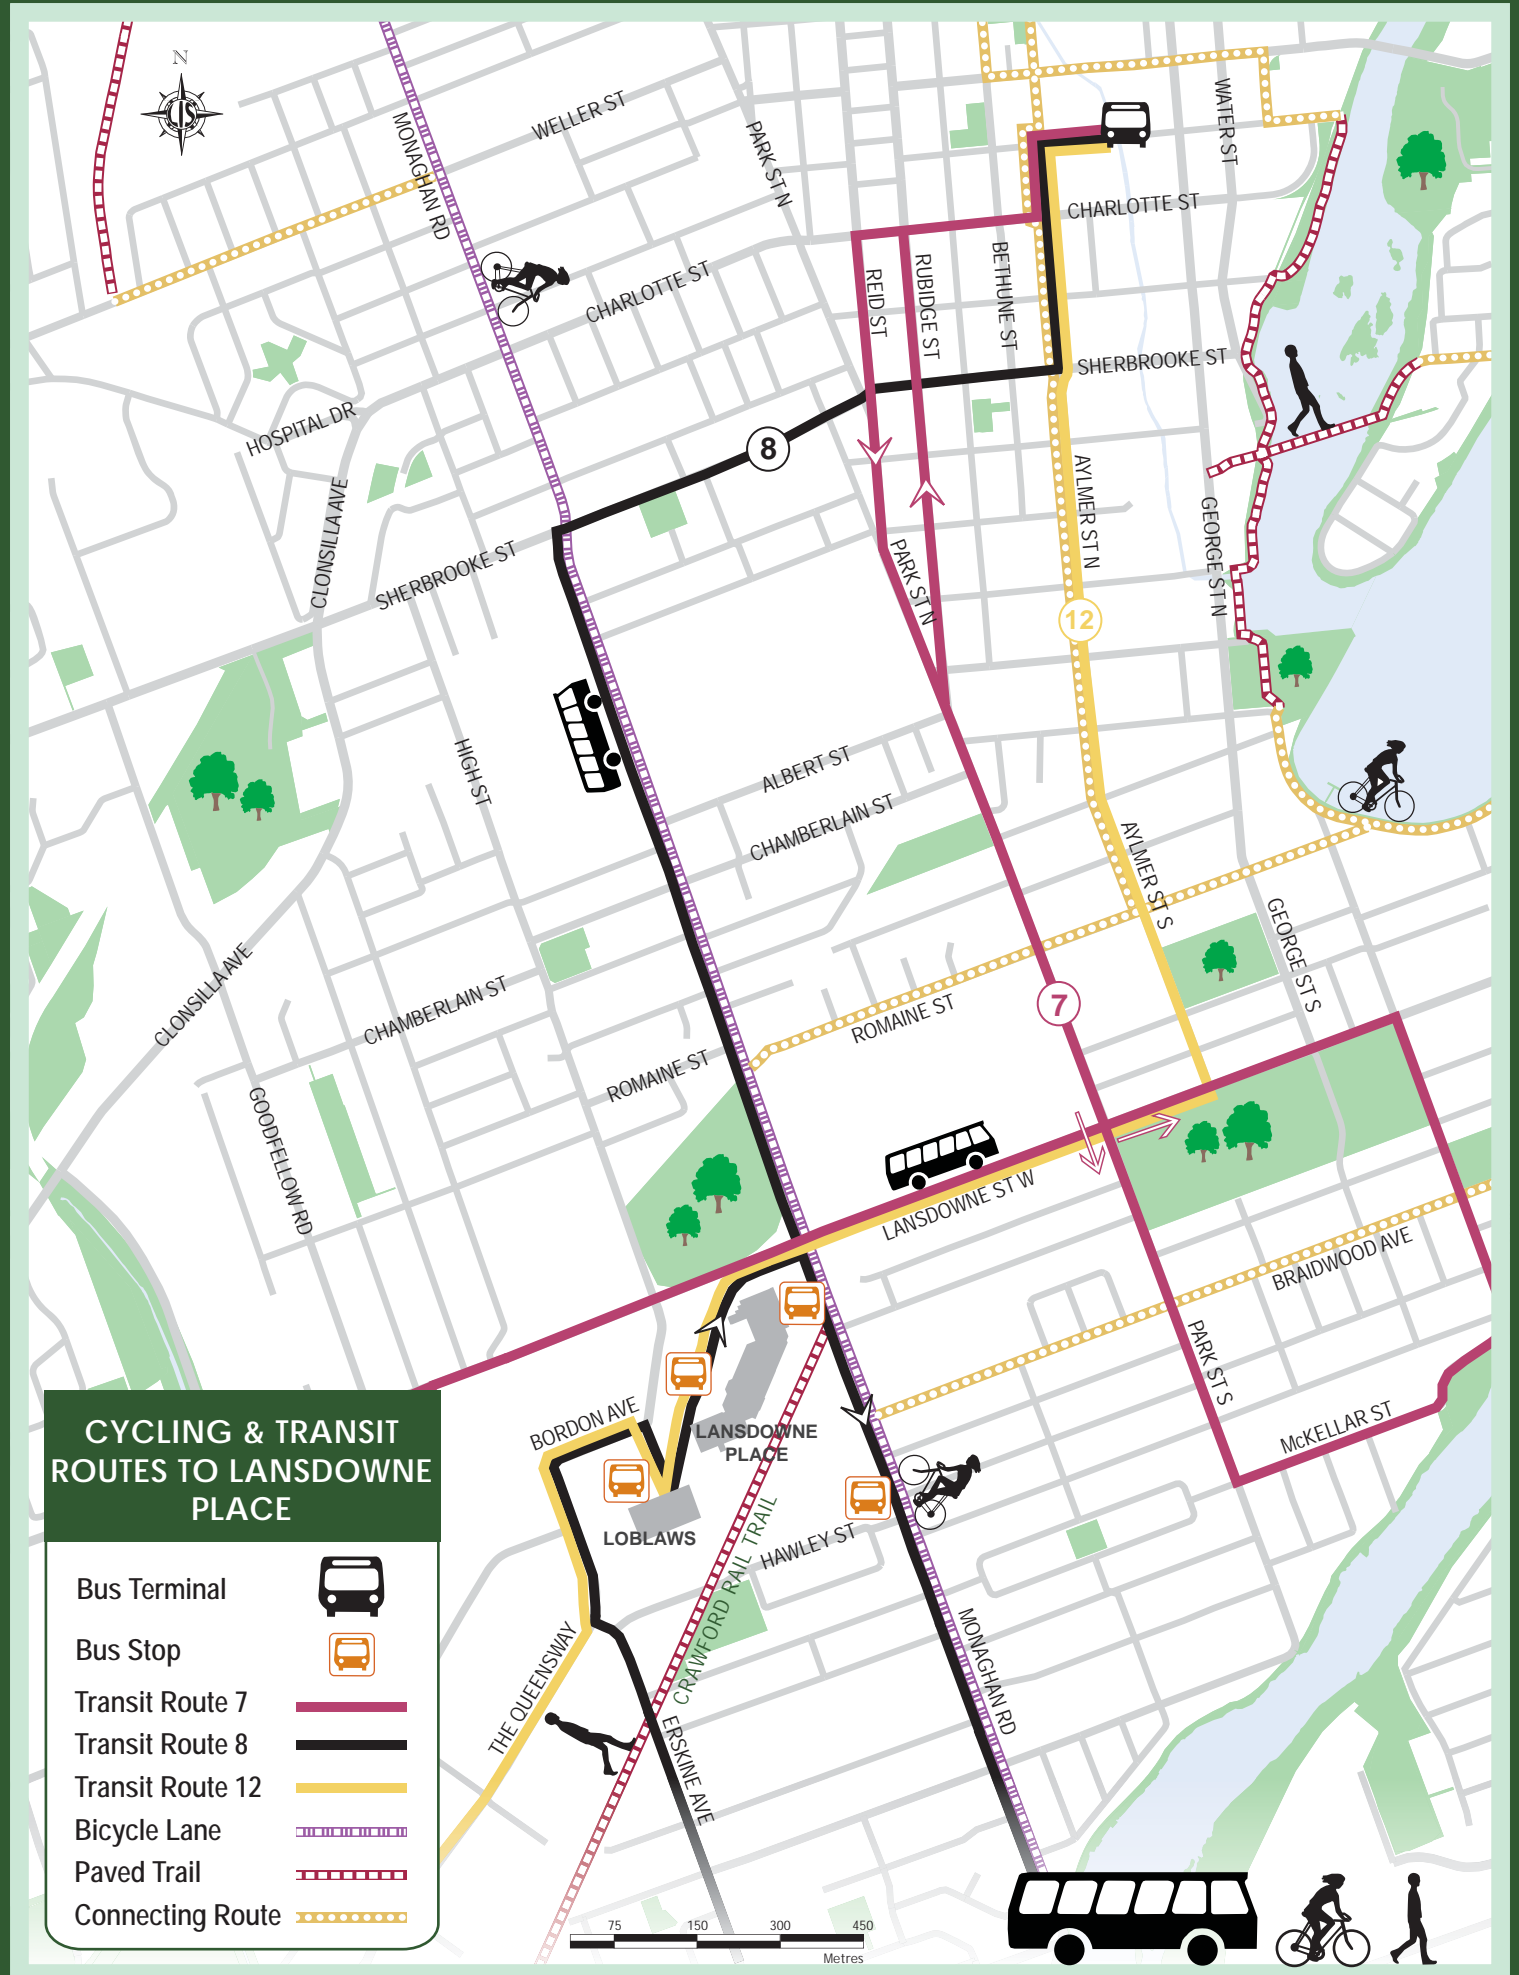 N
CIS
WELLER ST
MONAGHAN RD
PARK ST N
WATER ST
CHARLOTTE ST
CHARLOTTE ST
REID ST
RUBIDGE ST
BETHUNE ST
SHERBROOKE ST
HOSPITAL DR
8
CLONSILLA AVE
SHERBROOKE ST
AYLMER ST N
GEORGE ST N
PARK ST N
12
HIGH ST
ALBERT ST
CHAMBERLAIN ST
AYLMER ST S
GEORGE ST S
CLONSILLA AVE
CHAMBERLAIN ST
ROMAINE ST
7
ROMAINE ST
GOODFELLOW RD
LANSDOWNE ST W
BRAIDWOOD AVE
PARK ST S
McKELLAR ST
BORDON AVE
LANSDOWNE
PLACE
LOBLAWS
HAWLEY ST
CRAWFORD RAIL TRAIL
THE QUEENSWAY
ERSKINE AVE
MONAGHAN RD
CYCLING & TRANSIT
ROUTES TO LANSDOWNE
PLACE
Bus Terminal
Bus Stop
Transit Route 7
Transit Route 8
Transit Route 12
Bicycle Lane
Paved Trail
Connecting Route
75 150 300 450
Metres